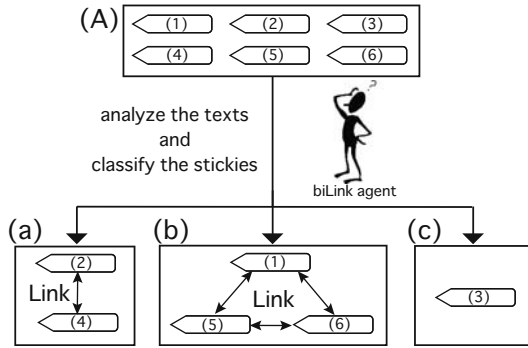 (A)
(1) (2) (3)
(4) (5) (6)
?
analyze the texts
and
classify the stickies
biLink agent
(a) (b) (c)
(2)
Link
(4)
(1)
Link
(5) (6)
(3)